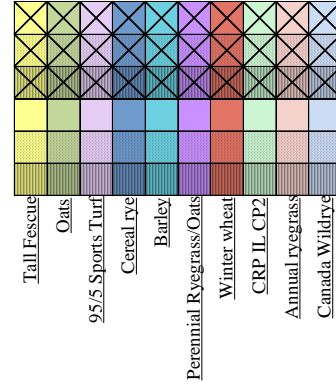 Tall Fescue
Oats
95/5 Sports Turf
Cereal rye
Barley
Perennial Ryegrass/Oats
Winter wheat
CRP IL CP2
Annual ryegrass
Canada Wildrye